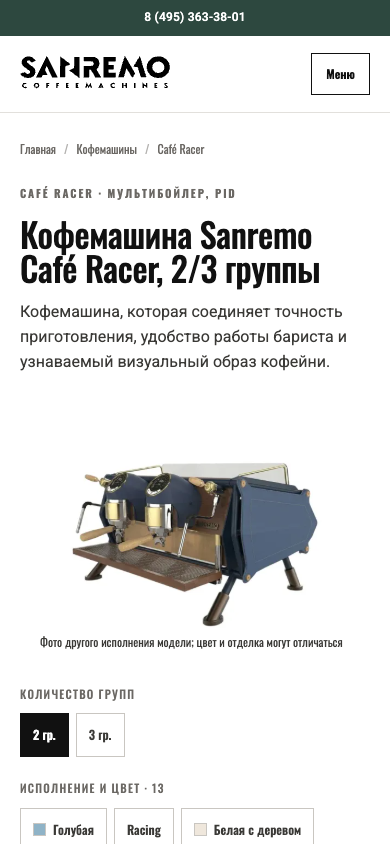 8 (495) 363-38-01
SANREMO
COFFEEMACHINES
Меню
Главная / Кофемашины / Café Racer
CAFÉ RACER · МУЛЬТИБОЙЛЕР, PID
Кофемашина Sanremo
Café Racer, 2/3 группы
Кофемашина, которая соединяет точность
приготовления, удобство работы бариста и
узнаваемый визуальный образ кофейни.
Фото другого исполнения модели; цвет и отделка могут отличаться
КОЛИЧЕСТВО ГРУПП
2 гр.
3 гр.
ИСПОЛНЕНИЕ И ЦВЕТ · 13
Голубая
Racing
Белая с деревом